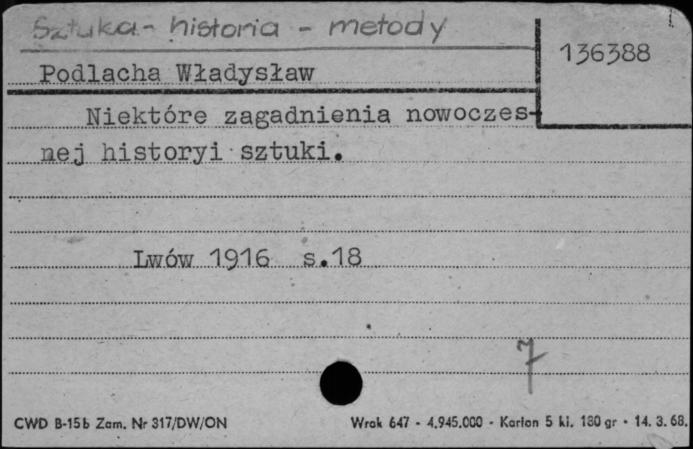 Sztuka - historia - metody
136388
Podlacha Władysław
Niektóre zagadnienia nowoczes-
nej historyi sztuki.
Lwów 1916 s.18
7
CWD B-15b Zam. Nr 317/DW/ON
Wrak 647 - 4.945.000 - Karton 5 kl. 180 gr - 14. 3. 68.